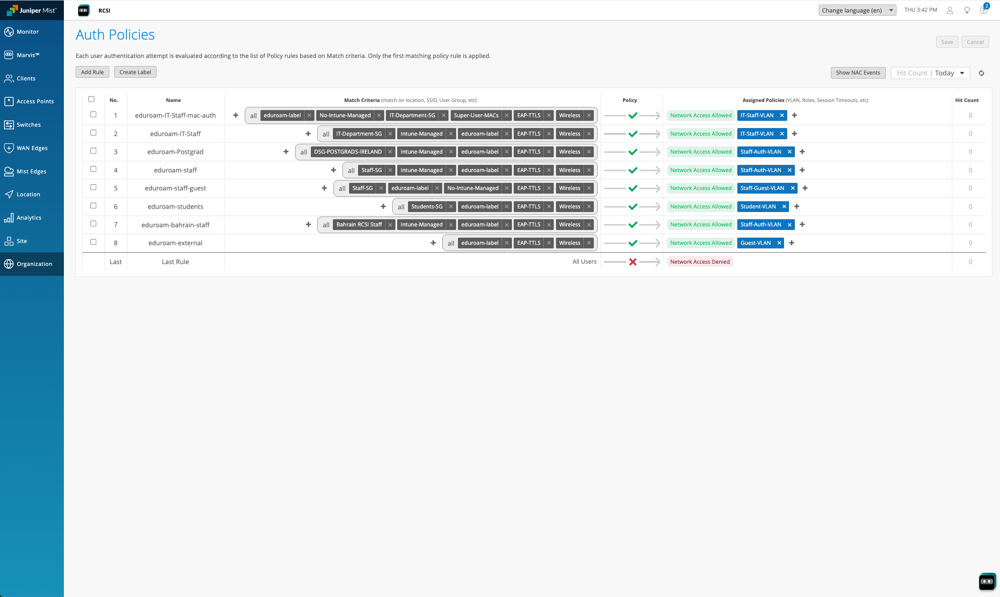 Juniper Mist™
RCSI
Change language (en)
THU 3:42 PM
2
Monitor
Marvis™
Clients
Access Points
Switches
WAN Edges
Mist Edges
Location
Analytics
Site
Organization
Auth Policies
Save Cancel
Each user authentication attempt is evaluated according to the list of Policy rules based on Match criteria. Only the first matching policy rule is applied.
Add Rule Create Label
Show NAC Events Hit Count | Today
No. Name Match Criteria (match on location, SSID, User Group, etc) Policy Assigned Policies (VLAN, Roles, Session Timeouts, etc) Hit Count
1 eduroam-IT-Staff-mac-auth + all eduroam-label × No-Intune-Managed × IT-Department-SG × Super-User-MACs × EAP-TTLS × Wireless × Network Access Allowed IT-Staff-VLAN × + 0
2 eduroam-IT-Staff + all IT-Department-SG × Intune-Managed × eduroam-label × EAP-TTLS × Wireless × Network Access Allowed IT-Staff-VLAN × + 0
3 eduroam-Postgrad + all DSG-POSTGRADS-IRELAND × Intune-Managed × eduroam-label × EAP-TTLS × Wireless × Network Access Allowed Staff-Auth-VLAN × + 0
4 eduroam-staff + all Staff-SG × Intune-Managed × eduroam-label × EAP-TTLS × Wireless × Network Access Allowed Staff-Auth-VLAN × + 0
5 eduroam-staff-guest + all Staff-SG × eduroam-label × No-Intune-Managed × EAP-TTLS × Wireless × Network Access Allowed Staff-Guest-VLAN × + 0
6 eduroam-students + all Students-SG × eduroam-label × EAP-TTLS × Wireless × Network Access Allowed Student-VLAN × + 0
7 eduroam-bahrain-staff + all Bahrain RCSI Staff × Intune-Managed × eduroam-label × EAP-TTLS × Wireless × Network Access Allowed Staff-Auth-VLAN × + 0
8 eduroam-external + all eduroam-label × EAP-TTLS × Wireless × Network Access Allowed Guest-VLAN × + 0
Last Last Rule All Users Network Access Denied 0